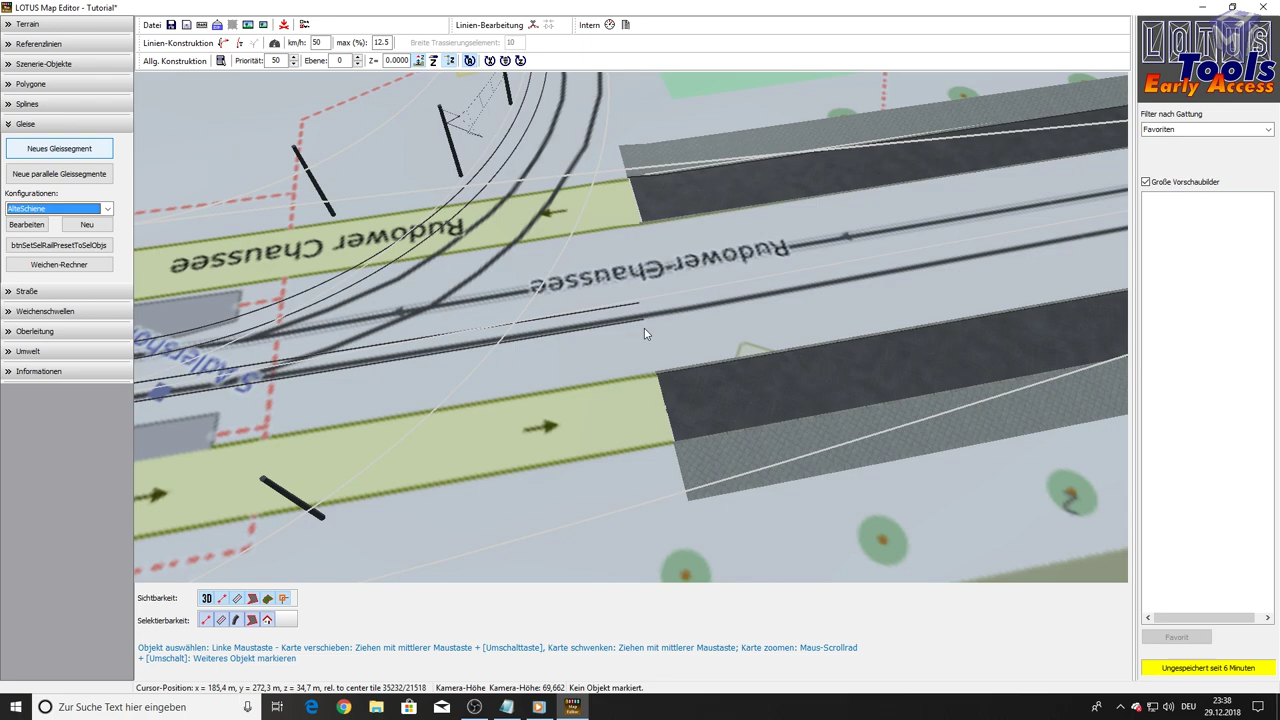 LOTUS Map Editor - Tutorial*
Terrain
Referenzlinien
Szenerie-Objekte
Polygone
Splines
Gleise
Neues Gleissegment
Neue parallele Gleissegmente
Konfigurationen:
AlteSchiene
Bearbeiten
Neu
btnSetSelRailPresetToSelObjs
Weichen-Rechner
Straße
Weichenschwellen
Oberleitung
Umwelt
Informationen
Datei
Linien-Bearbeitung
Intern
Linien-Konstruktion
km/h:
50
max (%):
12.5
Breite Trassierungselement:
10
Allg. Konstruktion
Priorität:
50
Ebene:
0
Z=
0.0000
Rudower Chaussee
Rudower-Chaussee
S Adlersho
LOTUS
Tools
Early Access
Filter nach Gattung
Favoriten
Große Vorschaubilder
Favorit
Ungespeichert seit 6 Minuten
Sichtbarkeit:
3D
Selektierbarkeit:
Objekt auswählen: Linke Maustaste - Karte verschieben: Ziehen mit mittlerer Maustaste + [Umschalttaste], Karte schwenken: Ziehen mit mittlerer Maustaste; Karte zoomen: Maus-Scrollrad
+ [Umschalt]: Weiteres Objekt markieren
Cursor-Position: x = 185,4 m, y = 272,3 m, z = 34,7 m, rel. to center tile 35232/21518
Kamera-Höhe
Kamera-Höhe: 69,662
Kein Objekt markiert.
Zur Suche Text hier eingeben
DEU
23:38
29.12.2018